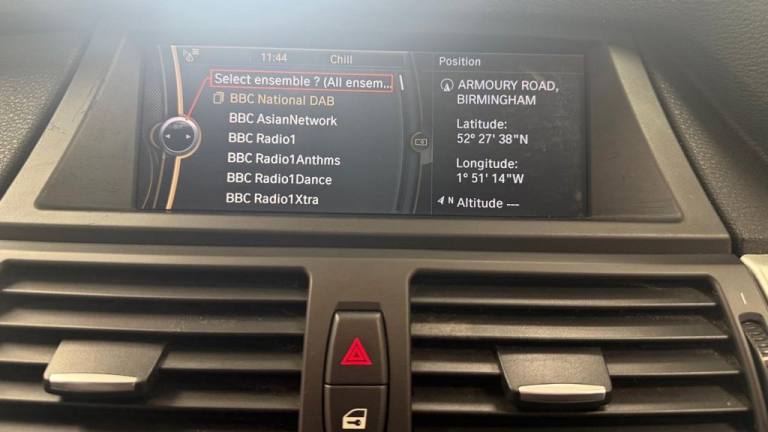 11:44 Chill
Select ensemble ? (All ensem...
BBC National DAB
BBC AsianNetwork
BBC Radio1
BBC Radio1Anthms
BBC Radio1Dance
BBC Radio1Xtra
Position
ARMOURY ROAD,
BIRMINGHAM
Latitude:
52° 27' 38"N
Longitude:
1° 51' 14"W
N Altitude ---